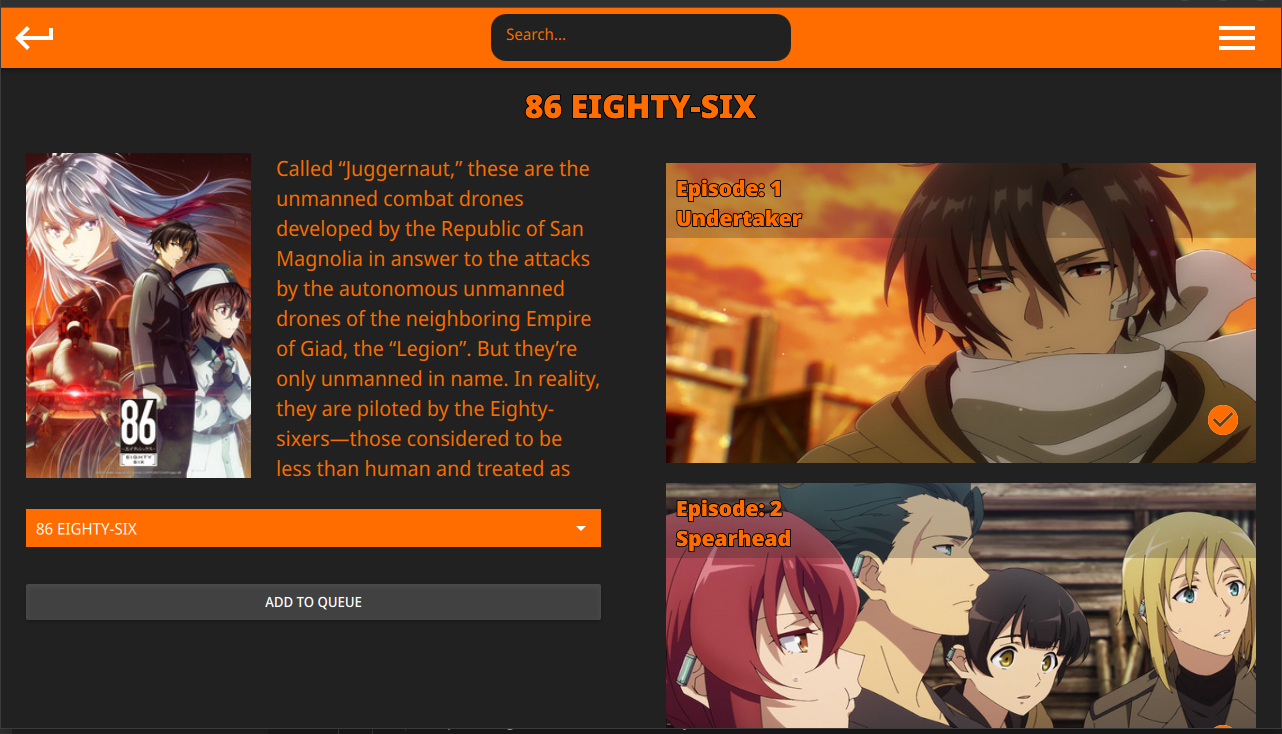 Search...
86 EIGHTY-SIX
Called “Juggernaut,” these are the
unmanned combat drones
developed by the Republic of San
Magnolia in answer to the attacks
by the autonomous unmanned
drones of the neighboring Empire
of Giad, the “Legion”. But they’re
only unmanned in name. In reality,
they are piloted by the Eighty-
sixers—those considered to be
less than human and treated as
86
EIGHTY
SIX
86 EIGHTY-SIX
ADD TO QUEUE
Episode: 1
Undertaker
Episode: 2
Spearhead